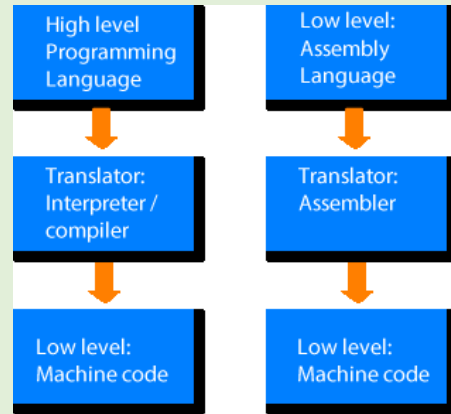 High level
Programming
Language
Low level:
Assembly
Language
Translator:
Interpreter /
compiler
Translator:
Assembler
Low level:
Machine code
Low level:
Machine code